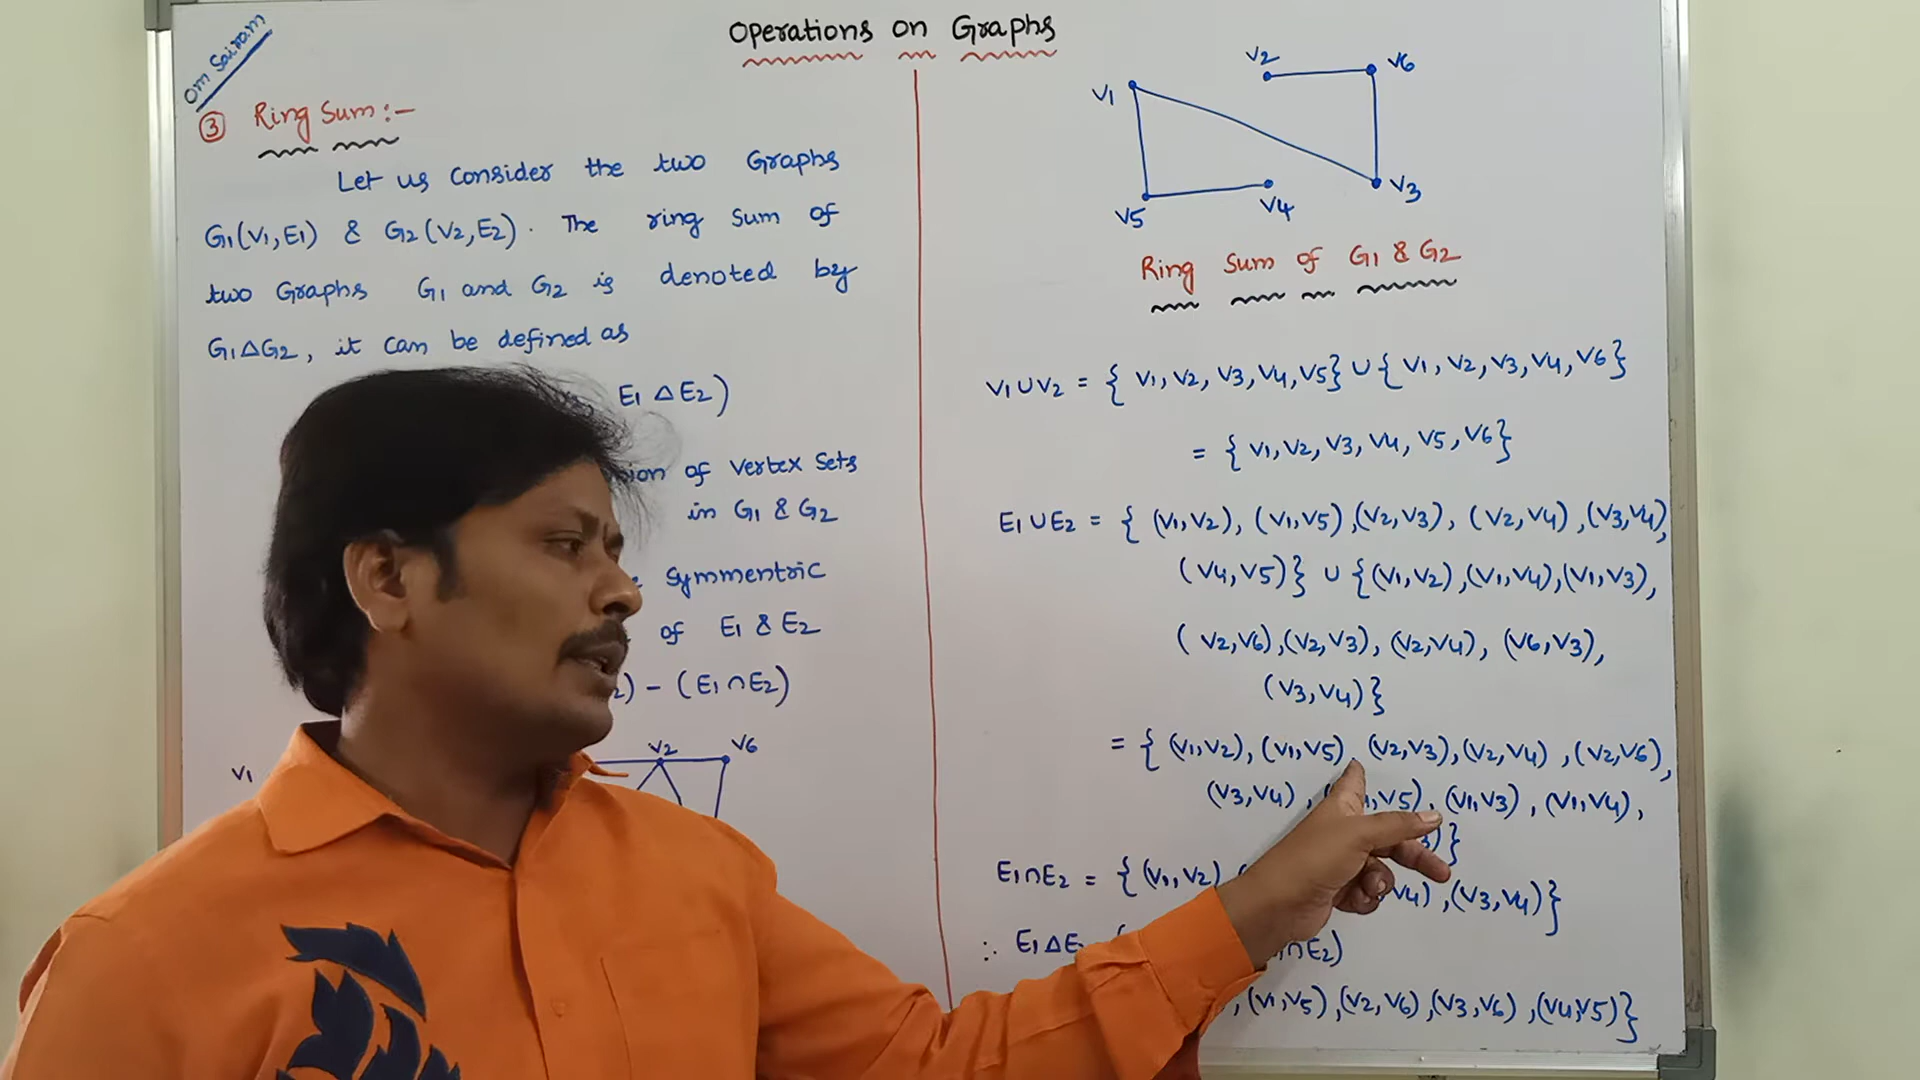 Om Sairam
Operations on Graphs
③ Ring Sum:-
Let us consider the two Graphs
G1(V1,E1) & G2(V2,E2). The ring sum of
two Graphs G1 and G2 is denoted by
G1ΔG2, it can be defined as
E1 ΔE2)
of vertex sets
in G1 & G2
symmentric
of E1 & E2
) - (E1∩E2)
V1
V2
V6
V1
V2
V6
V5
V4
V3
Ring sum of G1 & G2
V1UV2 = { V1, V2, V3, V4, V5} U { V1, V2, V3, V4, V6}
= { V1, V2, V3, V4, V5, V6}
E1UE2 = { (V1,V2), (V1,V5), (V2,V3), (V2,V4), (V3,V4),
(V4,V5)} U {(V1,V2), (V1,V4), (V1,V3),
(V2,V6), (V2,V3), (V2,V4), (V6,V3),
(V3,V4)}
= { (V1,V2), (V1,V5), (V2,V3), (V2,V4), (V2,V6),
(V3,V4), ,V5), (V1,V3), (V1,V4),
)}
E1∩E2 = {(V1,V2) V4), (V3,V4)}
∴ E1ΔE ∩E2)
, (V1,V5), (V2,V6), (V3,V6), (V4,V5)}